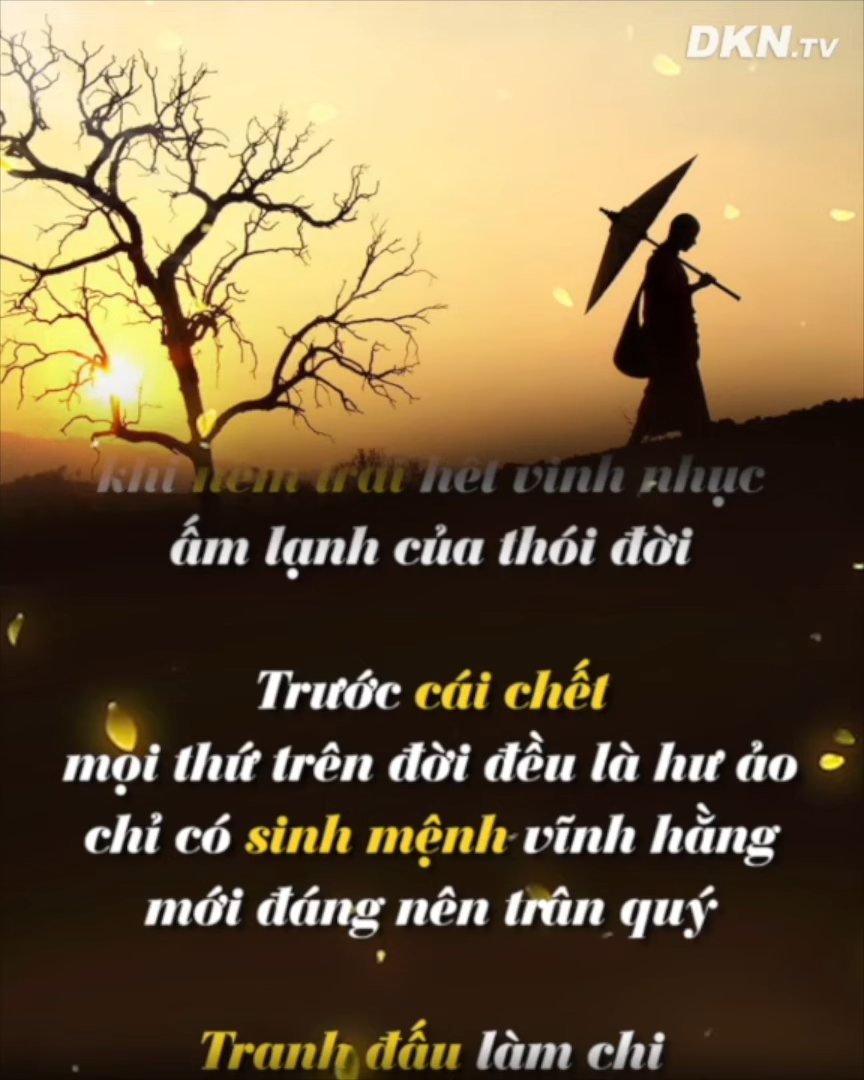 DKN.TV
khi nếm trải hết vinh nhục
ấm lạnh của thói đời
Trước cái chết
mọi thứ trên đời đều là hư ảo
chỉ có sinh mệnh vĩnh hằng
mới đáng nên trân quý
Tranh đấu làm chi